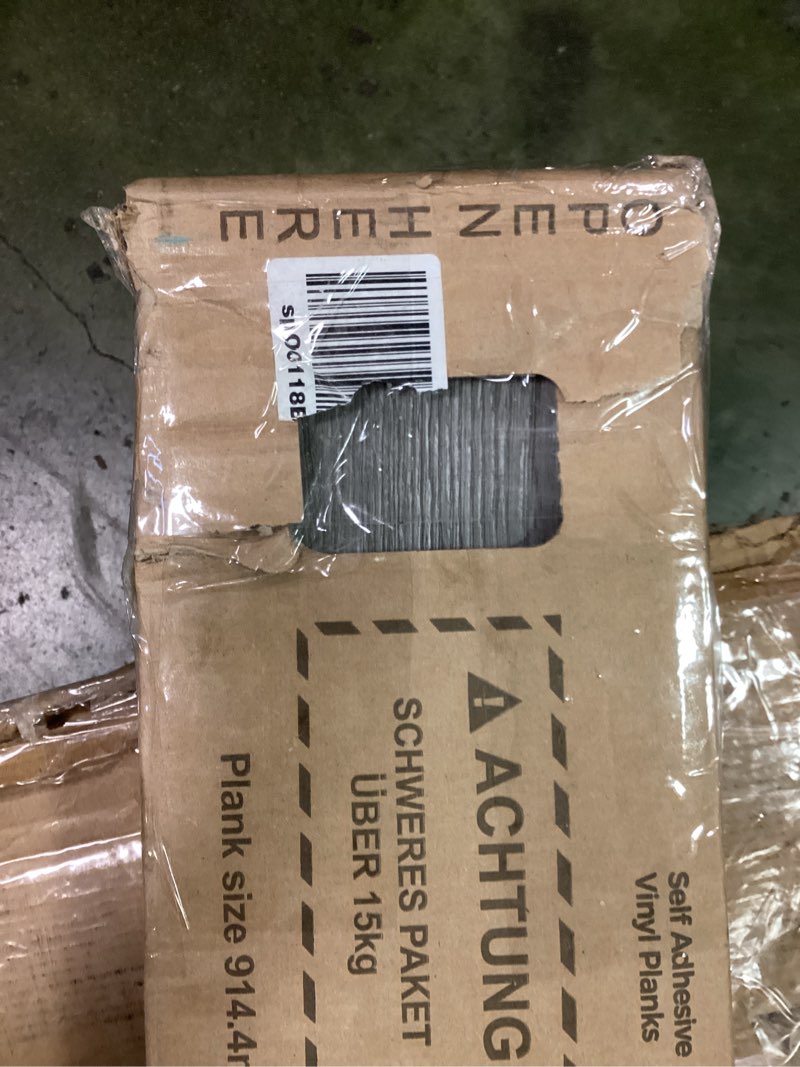 OPEN HERE
Self Adhesive
Vinyl Planks
ACHTUNG
SCHWERES PAKET
ÜBER 15kg
Plank size 914.4